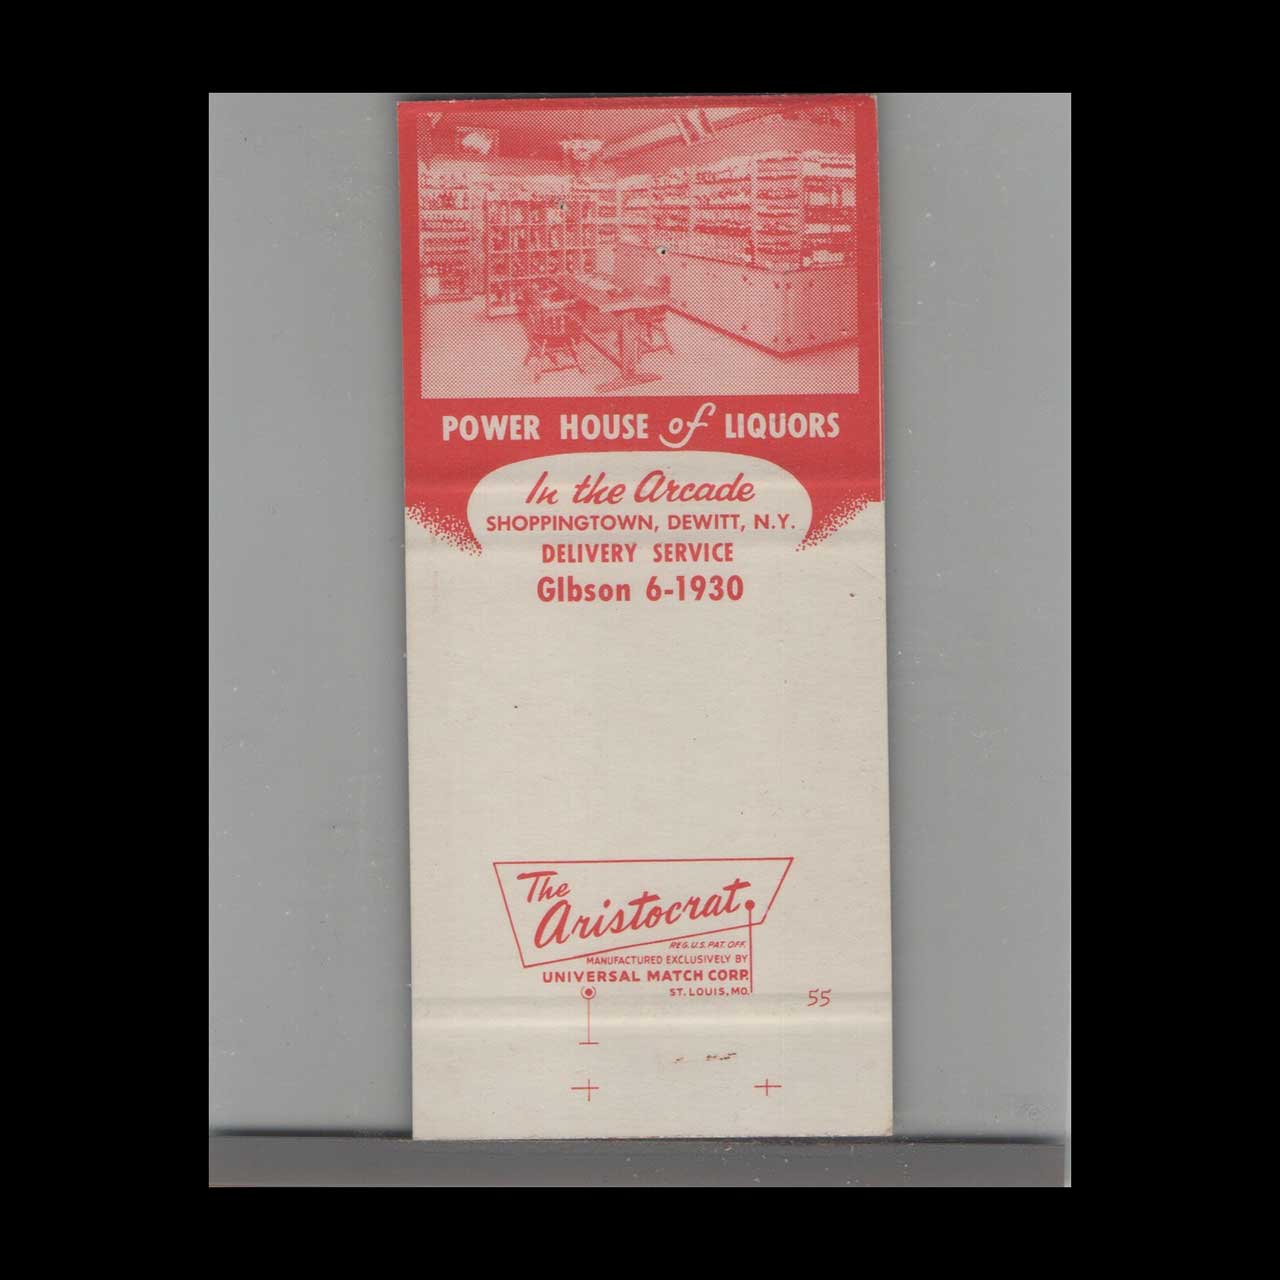 POWER HOUSE of LIQUORS
In the Arcade
SHOPPINGTOWN, DEWITT, N.Y.
DELIVERY SERVICE
GIbson 6-1930
The
Aristocrat
REG. U.S. PAT. OFF.
MANUFACTURED EXCLUSIVELY BY
UNIVERSAL MATCH CORP.
ST. LOUIS, MO.
55